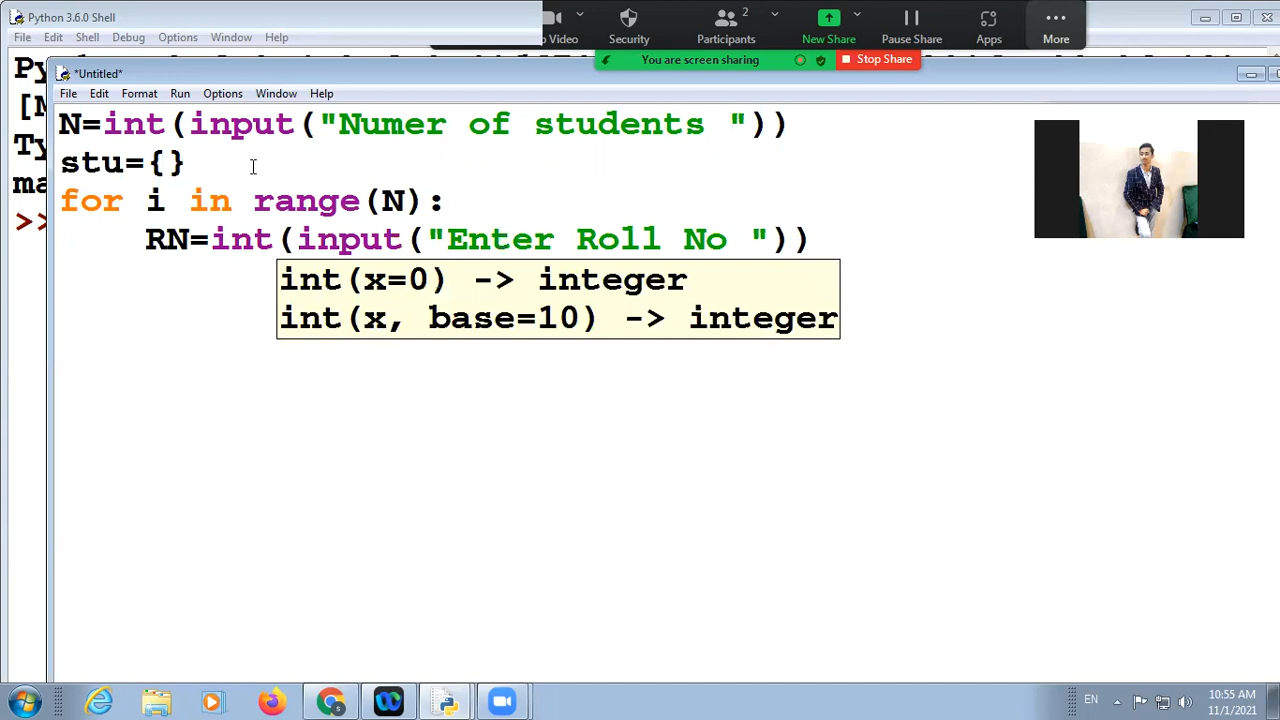 Python 3.6.0 Shell
File Edit Shell Debug Options Window Help
Video
Security
2
Participants
New Share
Pause Share
Apps
More
You are screen sharing
Stop Share
*Untitled*
File Edit Format Run Options Window Help
N=int(input("Numer of students "))
stu={}
for i in range(N):
RN=int(input("Enter Roll No "))
int(x=0) -> integer
int(x, base=10) -> integer
>>
EN
10:55 AM
11/1/2021